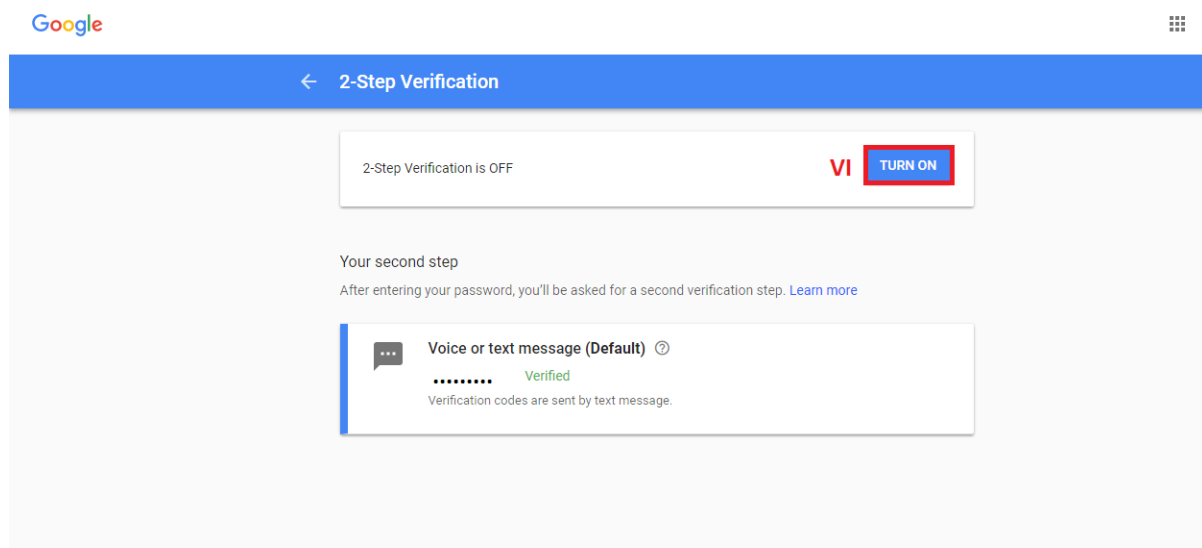 Google
2-Step Verification
2-Step Verification is OFF
VI
TURN ON
Your second step
After entering your password, you'll be asked for a second verification step. Learn more
Voice or text message (Default)
••••••••• Verified
Verification codes are sent by text message.